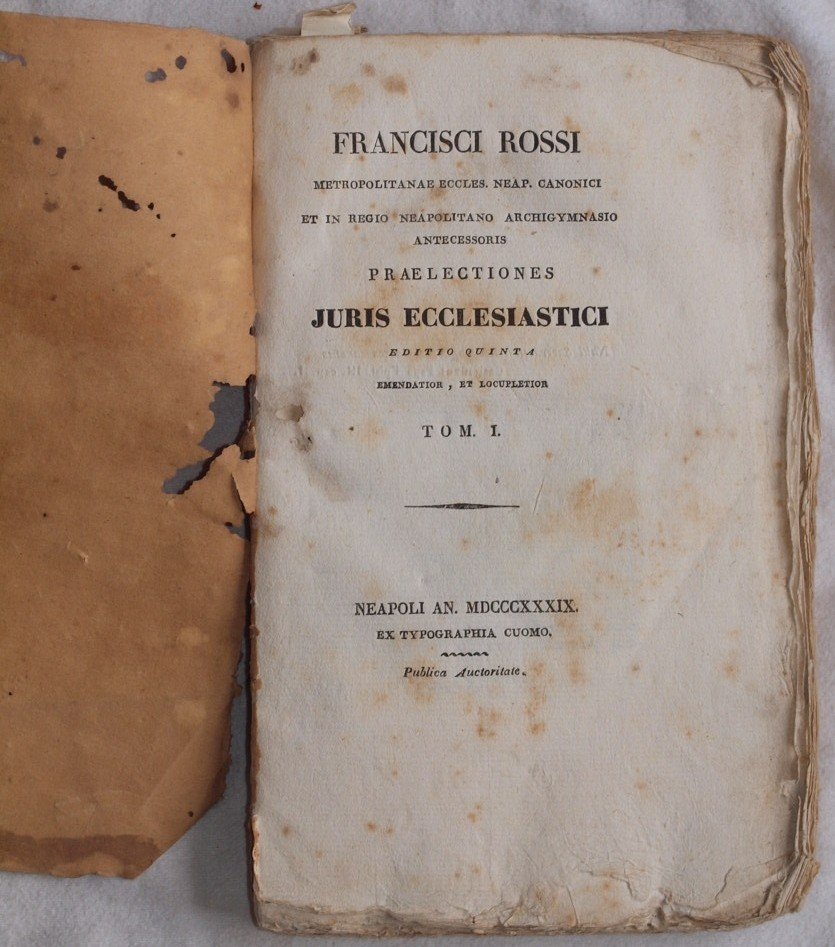 FRANCISCI ROSSI
METROPOLITANAE ECCLES. NEAP. CANONICI
ET IN REGIO NEAPOLITANO ARCHIGYMNASIO
ANTECESSORIS
PRAELECTIONES
JURIS ECCLESIASTICI
EDITIO QUINTA
EMENDATIOR, ET LOCUPLETIOR
TOM. I.
NEAPOLI AN. MDCCCXXXIX.
EX TYPOGRAPHIA CUOMO.
Publica Auctoritate.